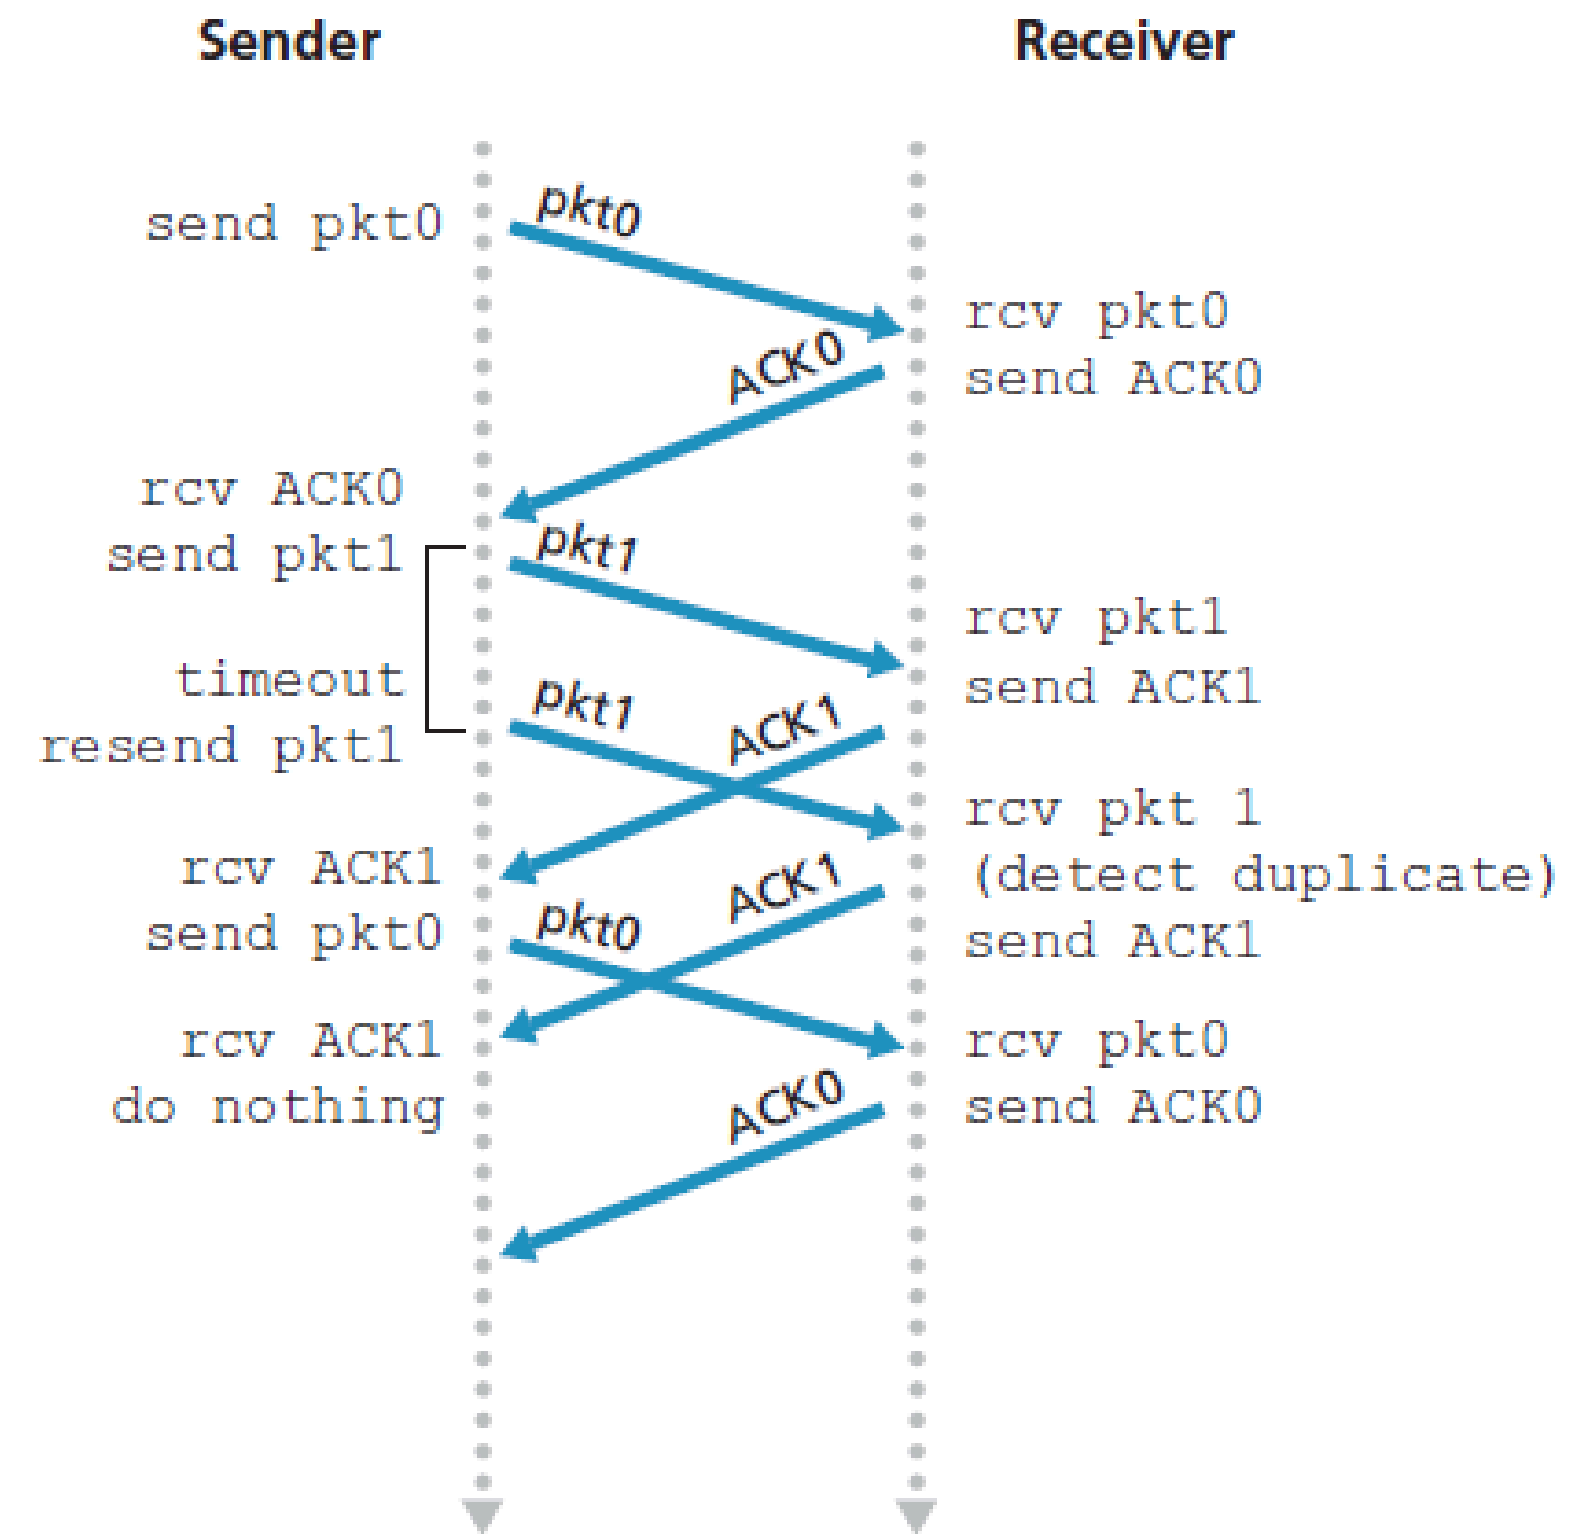 Sender
Receiver
send pkt0
pkt0
rcv pkt0
ACK0
send ACK0
rcv ACK0
send pkt1
pkt1
rcv pkt1
send ACK1
timeout
pkt1
resend pkt1
ACK1
rcv pkt 1
(detect duplicate)
send ACK1
rcv ACK1
ACK1
send pkt0
pkt0
rcv ACK1
do nothing
rcv pkt0
send ACK0
ACK0